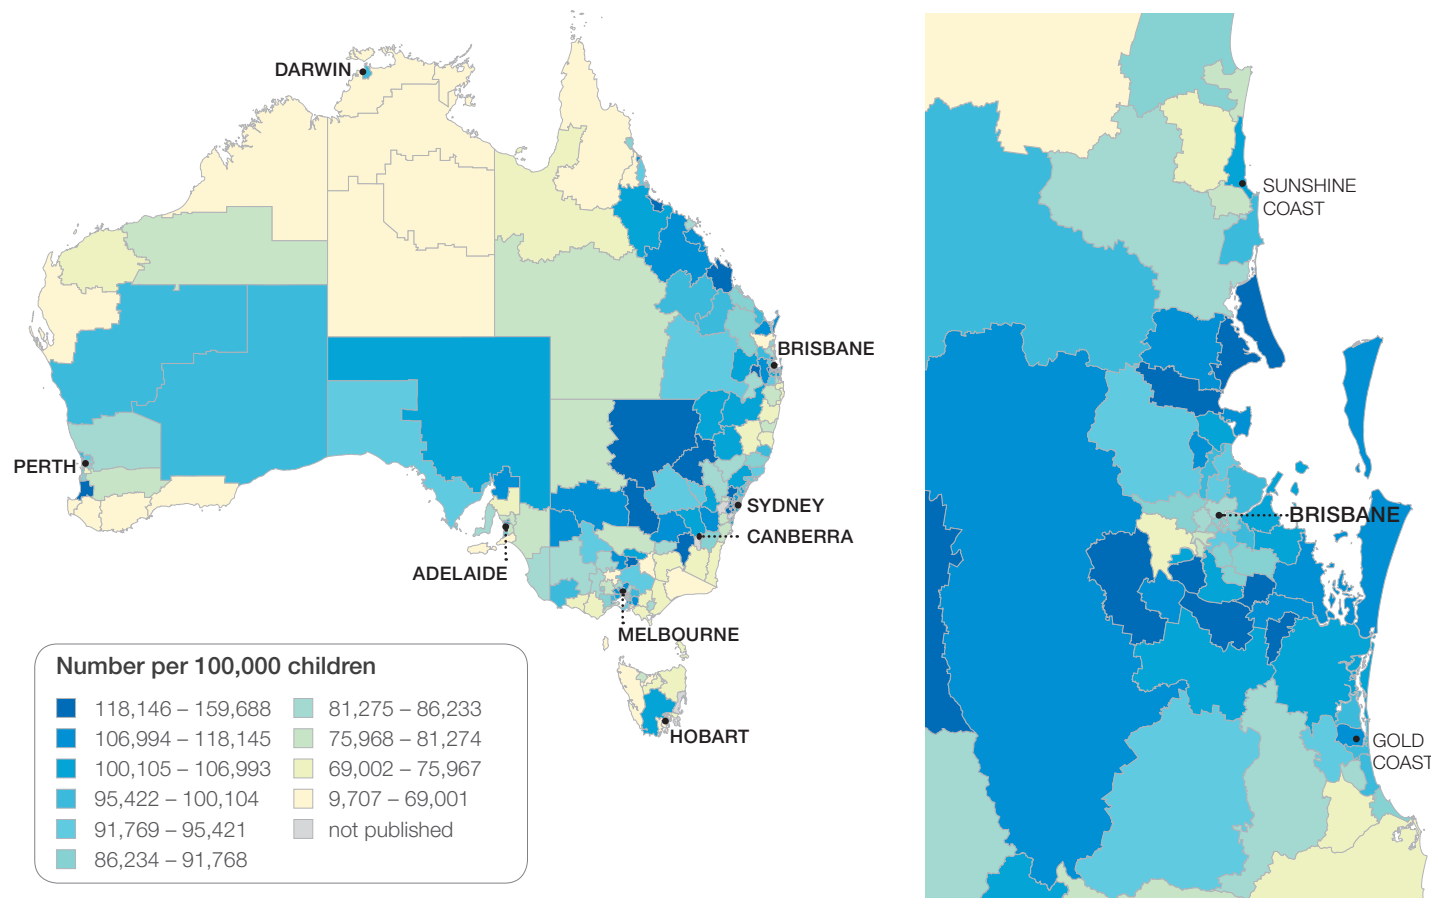 DARWIN
BRISBANE
PERTH
SYDNEY
CANBERRA
ADELAIDE
MELBOURNE
HOBART
Number per 100,000 children
118,146 – 159,688
106,994 – 118,145
100,105 – 106,993
95,422 – 100,104
91,769 – 95,421
86,234 – 91,768
81,275 – 86,233
75,968 – 81,274
69,002 – 75,967
9,707 – 69,001
not published
SUNSHINE
COAST
BRISBANE
GOLD
COAST